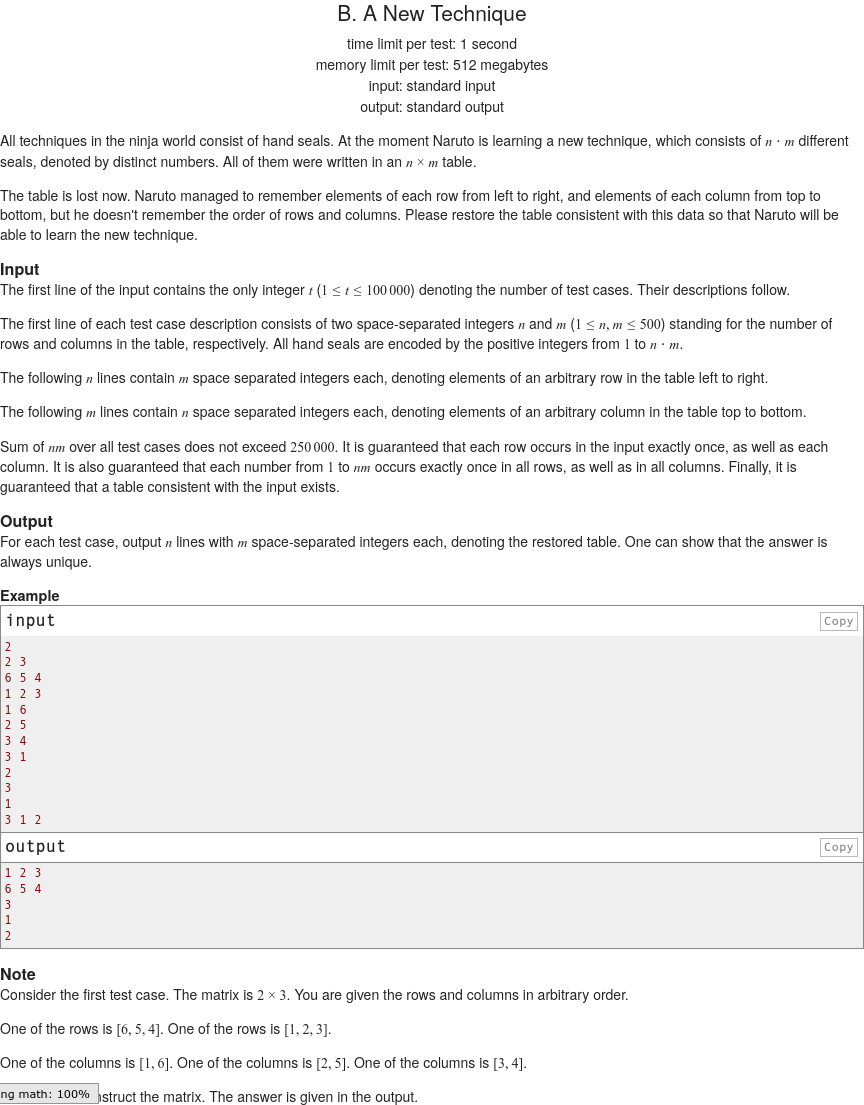 B. A New Technique
time limit per test: 1 second
memory limit per test: 512 megabytes
input: standard input
output: standard output
All techniques in the ninja world consist of hand seals. At the moment Naruto is learning a new technique, which consists of n · m different
seals, denoted by distinct numbers. All of them were written in an n × m table.
The table is lost now. Naruto managed to remember elements of each row from left to right, and elements of each column from top to
bottom, but he doesn't remember the order of rows and columns. Please restore the table consistent with this data so that Naruto will be
able to learn the new technique.
Input
The first line of the input contains the only integer t (1 ≤ t ≤ 100 000) denoting the number of test cases. Their descriptions follow.
The first line of each test case description consists of two space-separated integers n and m (1 ≤ n, m ≤ 500) standing for the number of
rows and columns in the table, respectively. All hand seals are encoded by the positive integers from 1 to n · m.
The following n lines contain m space separated integers each, denoting elements of an arbitrary row in the table left to right.
The following m lines contain n space separated integers each, denoting elements of an arbitrary column in the table top to bottom.
Sum of nm over all test cases does not exceed 250 000. It is guaranteed that each row occurs in the input exactly once, as well as each
column. It is also guaranteed that each number from 1 to nm occurs exactly once in all rows, as well as in all columns. Finally, it is
guaranteed that a table consistent with the input exists.
Output
For each test case, output n lines with m space-separated integers each, denoting the restored table. One can show that the answer is
always unique.
Example
input Copy
2
2 3
6 5 4
1 2 3
1 6
2 5
3 4
3 1
2
3
1
3 1 2
output Copy
1 2 3
6 5 4
3
1
2
Note
Consider the first test case. The matrix is 2 × 3. You are given the rows and columns in arbitrary order.
One of the rows is [6, 5, 4]. One of the rows is [1, 2, 3].
One of the columns is [1, 6]. One of the columns is [2, 5]. One of the columns is [3, 4].
ng math: 100% nstruct the matrix. The answer is given in the output.